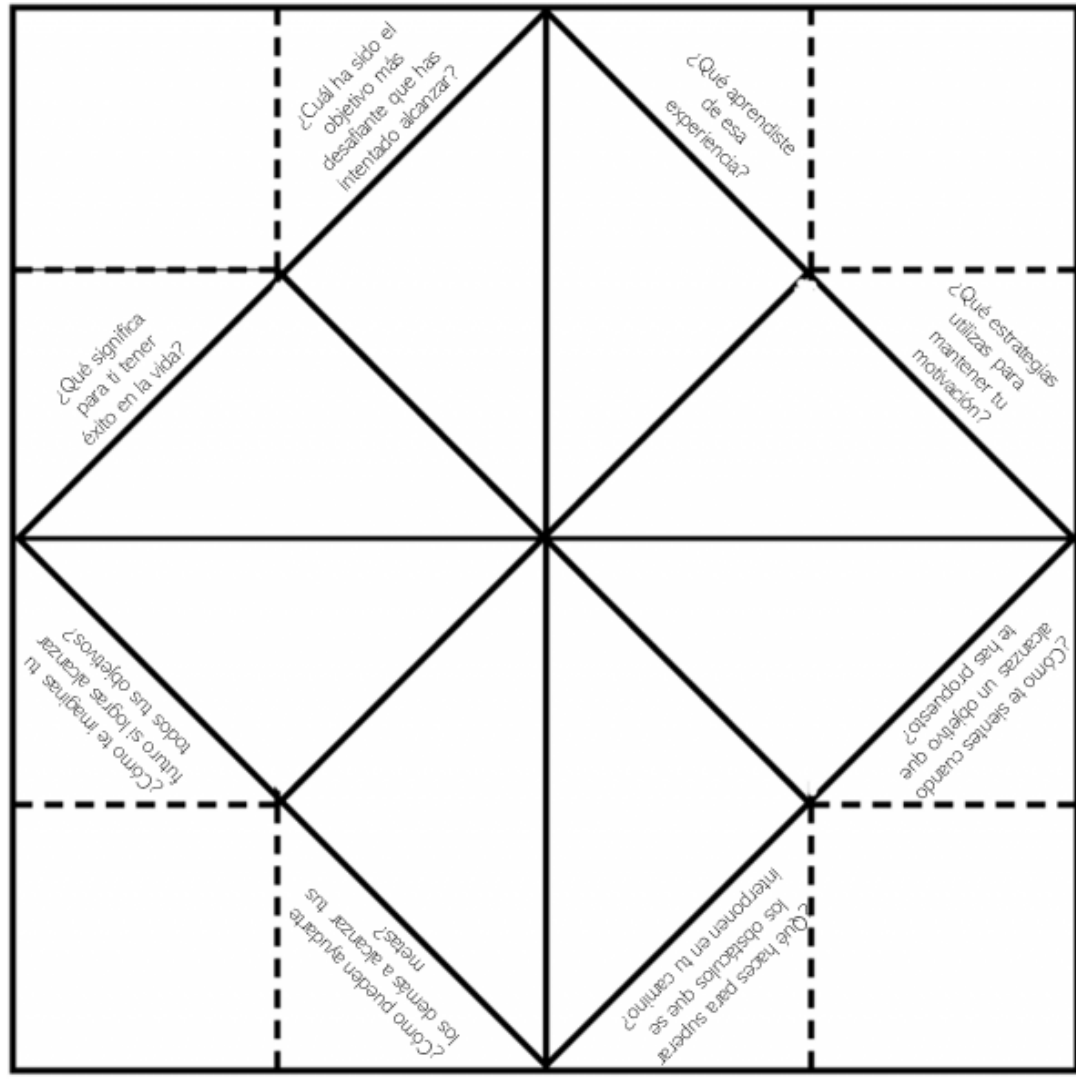 ¿Cuál ha sido el
objetivo más
desafiante que has
intentado alcanzar?
¿Qué aprendiste
de esa
experiencia?
¿Qué significa
para ti tener
éxito en la vida?
¿Qué estrategias
utilizas para
mantener tu
motivación?
¿Cómo te imaginas tu
futuro si logras alcanzar
todos tus objetivos?
¿Cómo te sientes cuando
alcanzas un objetivo que
te has propuesto?
¿Cómo pueden ayudarte
los demás a alcanzar tus
metas?
¿Qué haces para superar
los obstáculos que se
interponen en tu camino?